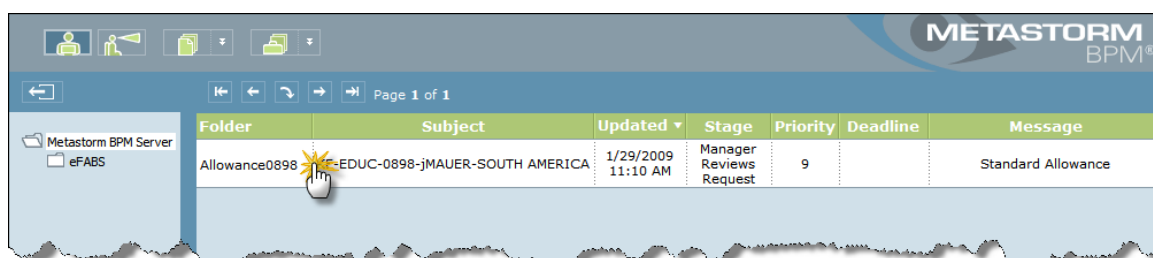 METASTORM
BPM®
Page 1 of 1
Metastorm BPM Server
eFABS
Folder Subject Updated Stage Priority Deadline Message
Allowance0898 -EDUC-0898-jMAUER-SOUTH AMERICA 1/29/2009 11:10 AM Manager Reviews Request 9 Standard Allowance